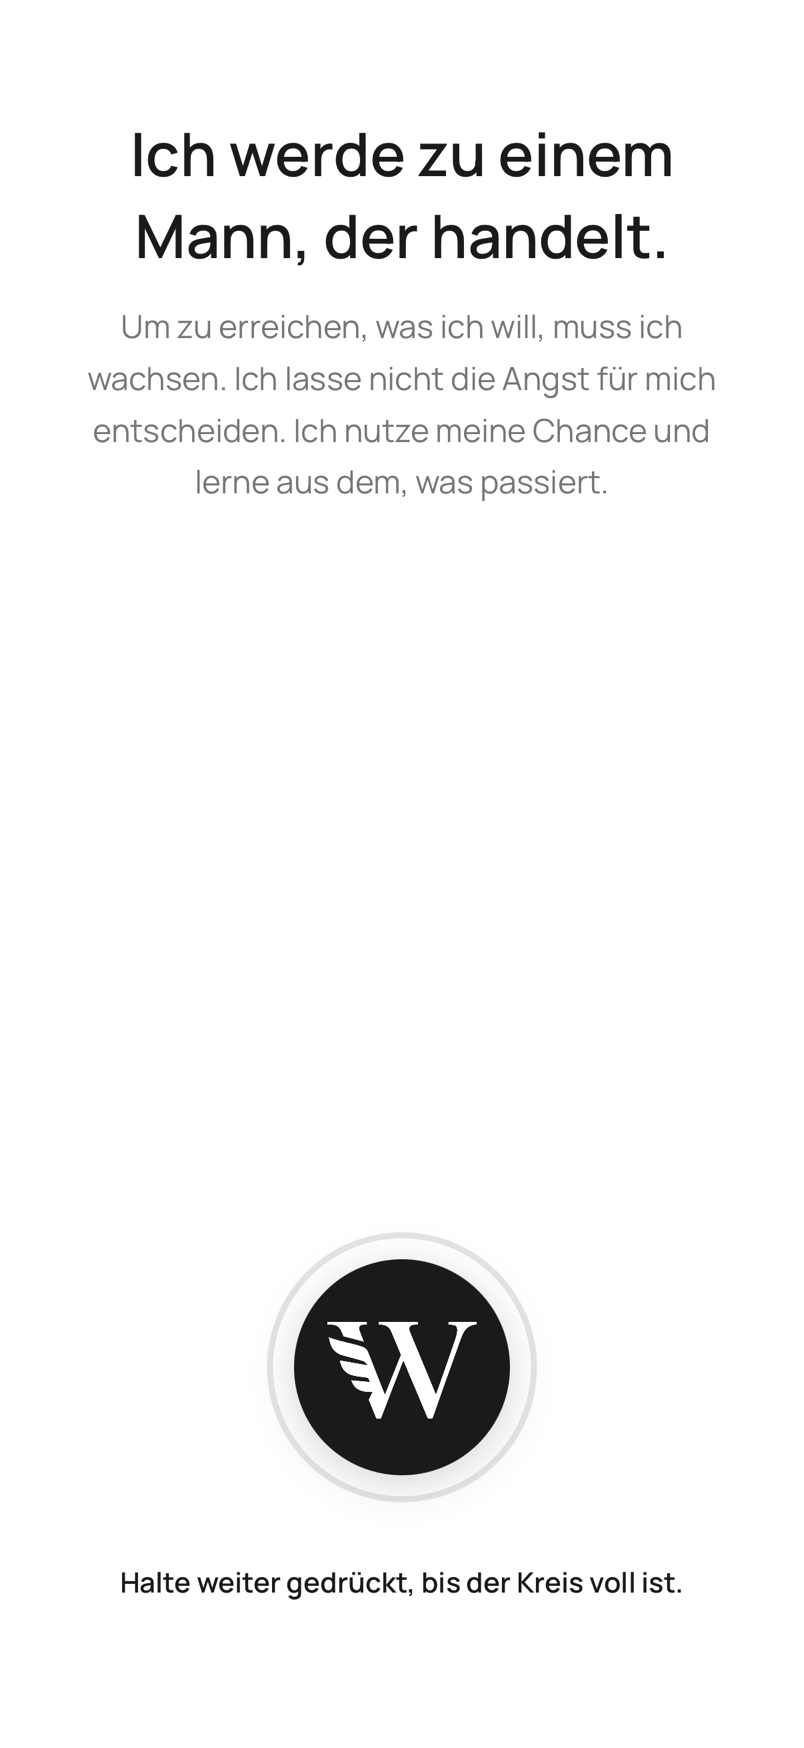 Ich werde zu einem
Mann, der handelt.
Um zu erreichen, was ich will, muss ich
wachsen. Ich lasse nicht die Angst für mich
entscheiden. Ich nutze meine Chance und
lerne aus dem, was passiert.
W
Halte weiter gedrückt, bis der Kreis voll ist.